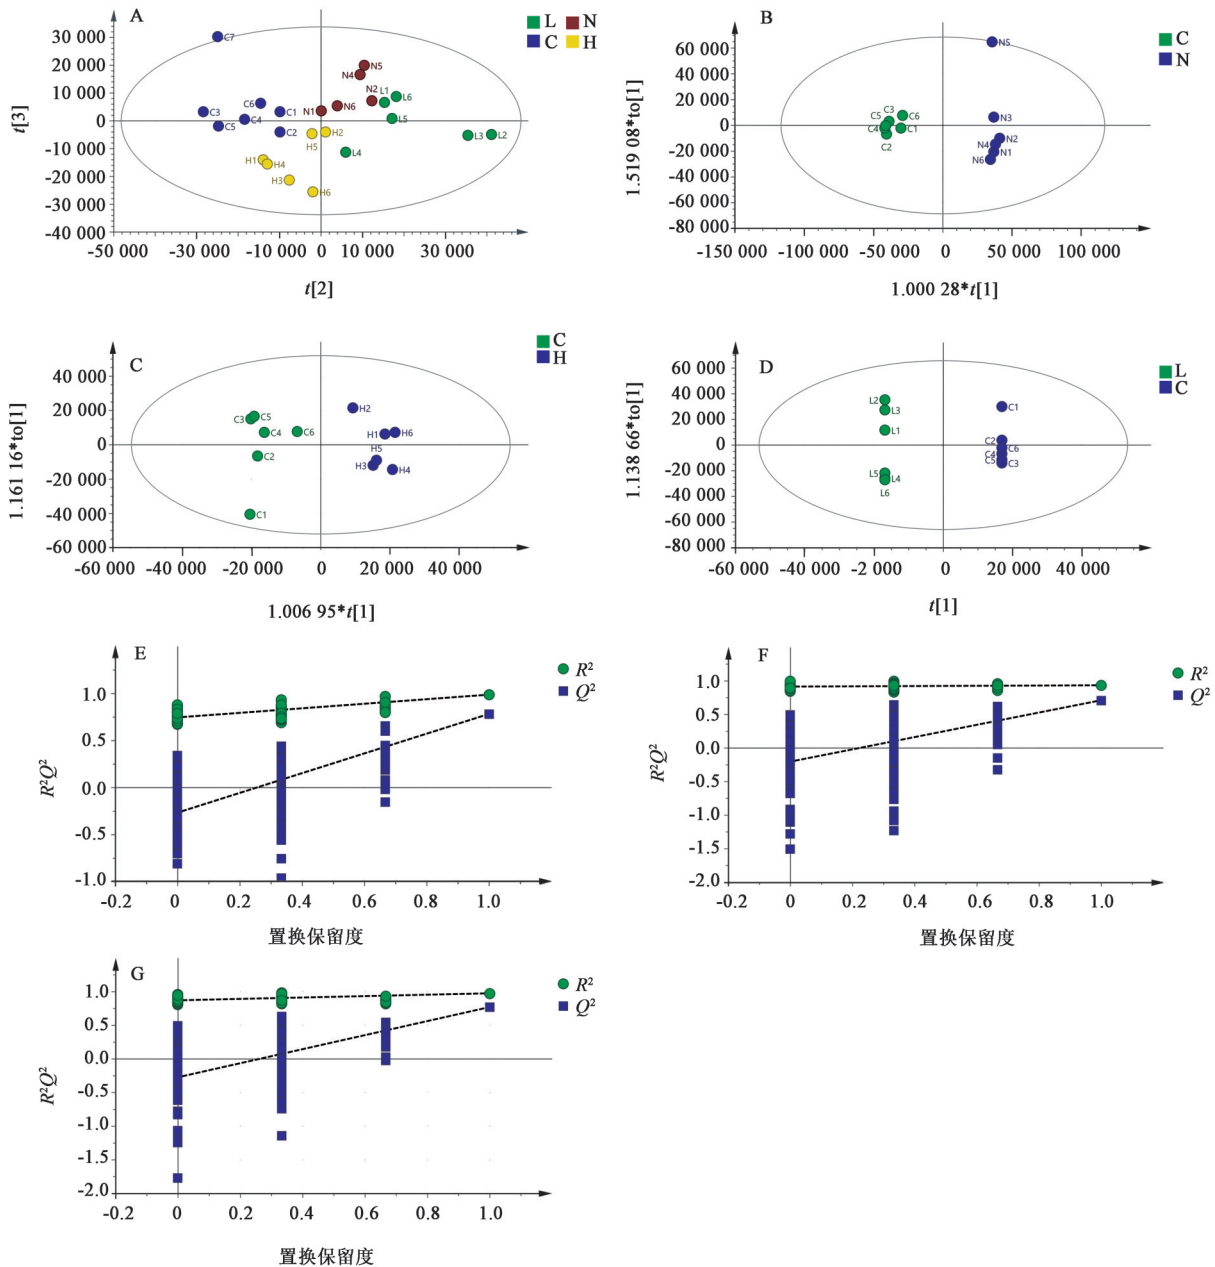 A
L N
C H
30 000
20 000
10 000
0
-10 000
-20 000
-30 000
-40 000
t[3]
C7
C3
C6
C1
C4
C5
C2
N5
N4
N2
N1
N6
L1
L6
L5
L3
L2
L4
H2
H5
H1
H4
H3
H6
-50 000 -30 000 -10 000 0 10 000 30 000
t[2]
B
C
N
60 000
40 000
20 000
0
-20 000
-40 000
-60 000
-80 000
1.519 08*to[1]
N5
C3
C5
C6
C4
C1
C2
N3
N2
N4
N1
N6
-150 000 -100 000 -50 000 0 50 000 100 000
1.000 28*t[1]
C
C
H
40 000
20 000
0
-20 000
-40 000
-60 000
1.161 16*to[1]
C3
C5
C4
C6
C2
C1
H2
H1
H6
H5
H3
H4
-60 000 -40 000 -20 000 0 20 000 40 000
1.006 95*t[1]
D
L
C
60 000
40 000
20 000
0
-20 000
-40 000
-60 000
-80 000
1.138 66*to[1]
L2
L3
L1
L5
L4
L6
C1
C2
C6
C4
C5
C3
-60 000 -40 000 -2 000 0 20 000 40 000
t[1]
E
R²
Q²
1.0
0.5
0.0
-0.5
-1.0
R²Q²
-0.2 0 0.2 0.4 0.6 0.8 1.0
置换保留度
F
R²
Q²
1.0
0.5
0.0
-0.5
-1.0
-1.5
-2.0
R²Q²
-0.2 0 0.2 0.4 0.6 0.8 1.0
置换保留度
G
R²
Q²
1.0
0.5
0.0
-0.5
-1.0
-1.5
-2.0
R²Q²
-0.2 0 0.2 0.4 0.6 0.8 1.0
置换保留度